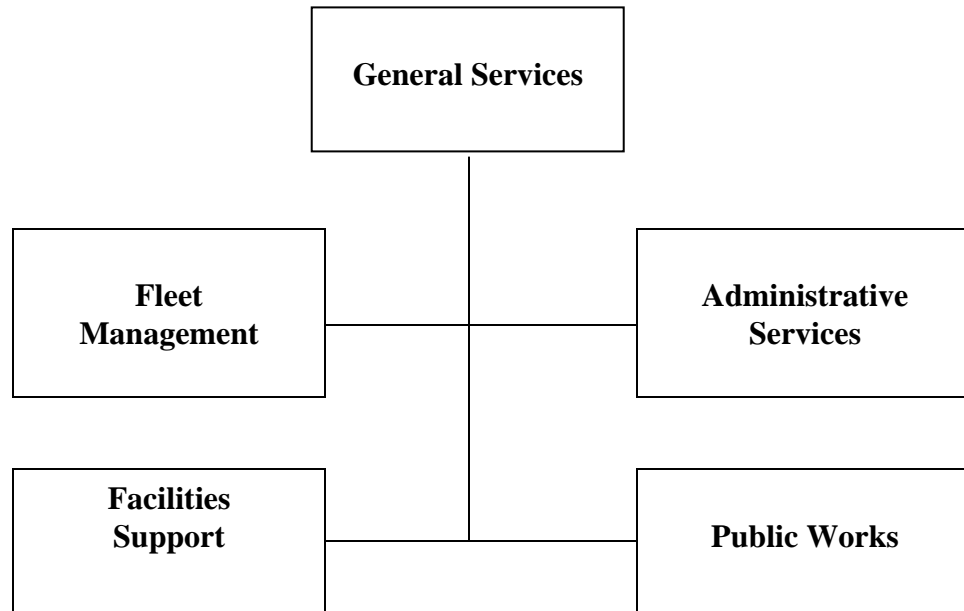 General Services
Fleet
Management
Administrative
Services
Facilities
Support
Public Works